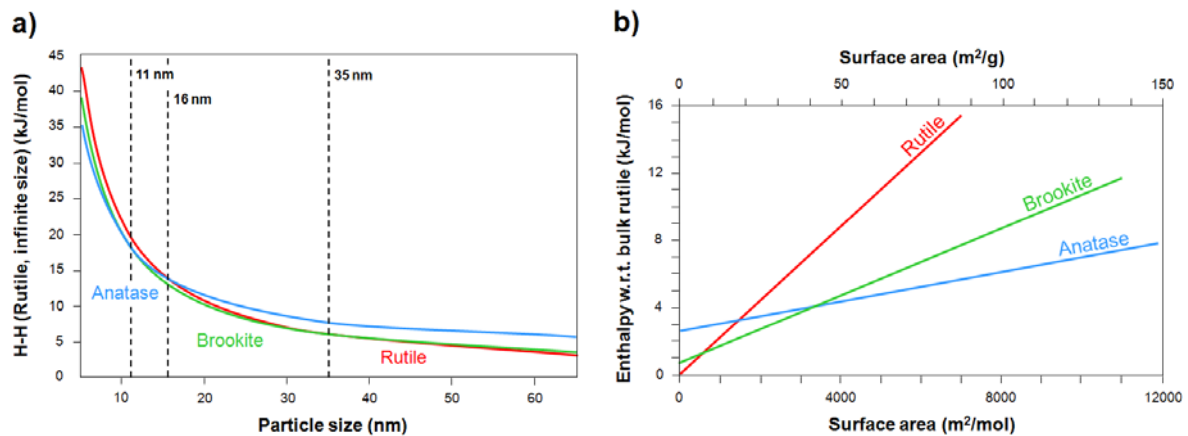 a)
H-H (Rutile, infinite size) (kJ/mol)
45
40
35
30
25
20
15
10
5
0
11 nm
16 nm
35 nm
Anatase
Brookite
Rutile
10
20
30
40
50
60
Particle size (nm)
b)
Surface area (m²/g)
0
50
100
150
Enthalpy w.r.t. bulk rutile (kJ/mol)
16
12
8
4
0
Rutile
Brookite
Anatase
0
4000
8000
12000
Surface area (m²/mol)